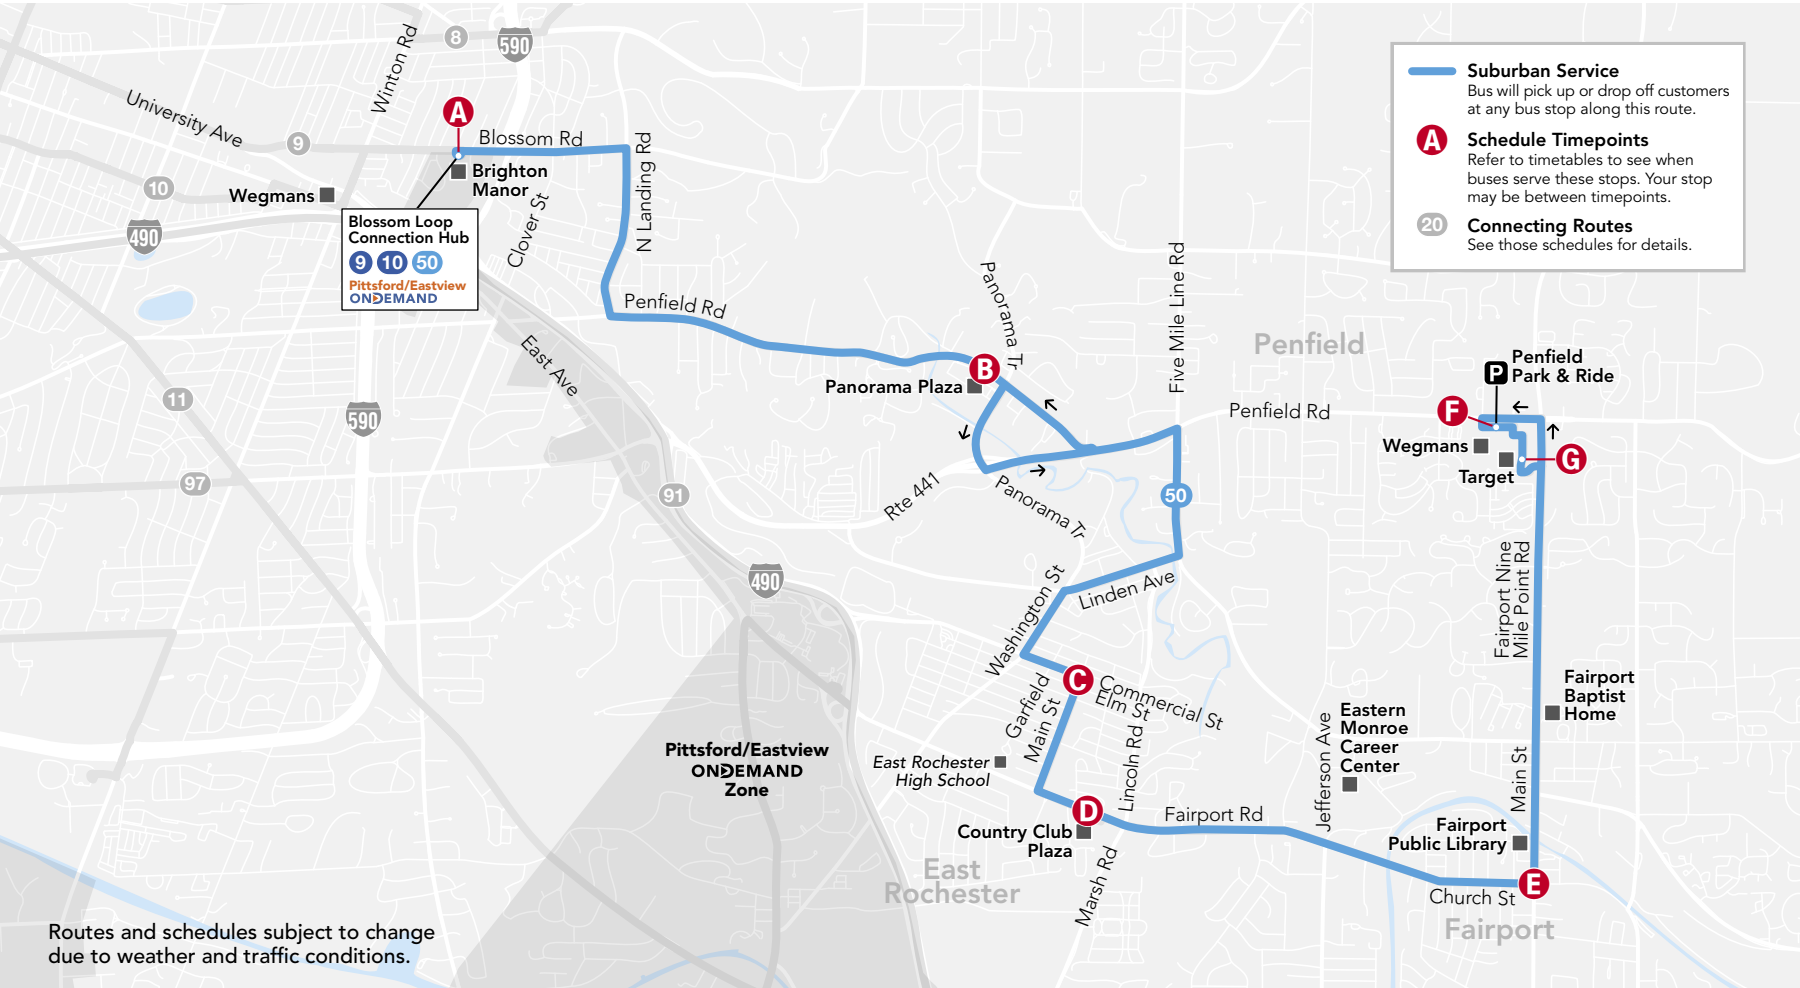 8
590
Winton Rd
University Ave
9
A
Blossom Rd
N Landing Rd
10
Wegmans
Brighton
Manor
Clover St
490
Blossom Loop
Connection Hub
9 10 50
Pittsford/Eastview
ONDEMAND
Penfield Rd
East Ave
11
590
97
91
490
Panorama Tr
B
Panorama Plaza
Five Mile Line Rd
Penfield
Penfield Rd
Rte 441
Panorama Tr
50
Linden Ave
Washington St
C
Commercial St
Elm St
Garfield
Main St
Lincoln Rd
East Rochester
High School
D
Country Club
Plaza
Marsh Rd
East
Rochester
Fairport Rd
Jefferson Ave
Eastern
Monroe
Career
Center
Fairport
Public Library
Church St
E
Fairport
Main St
Fairport
Baptist
Home
Fairport Nine
Mile Point Rd
P
Penfield
Park & Ride
F
Wegmans
Target
G
Pittsford/Eastview
ONDEMAND
Zone
Suburban Service
Bus will pick up or drop off customers
at any bus stop along this route.
A
Schedule Timepoints
Refer to timetables to see when
buses serve these stops. Your stop
may be between timepoints.
20
Connecting Routes
See those schedules for details.
Routes and schedules subject to change
due to weather and traffic conditions.